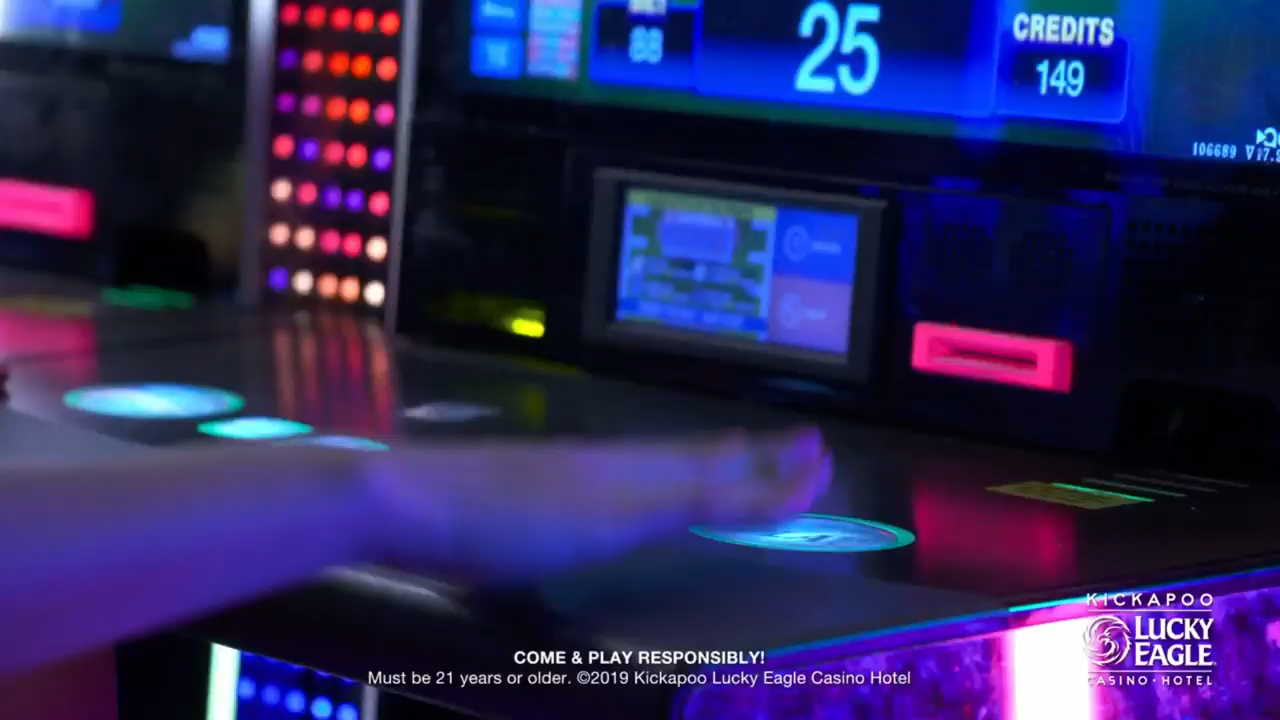 25
CREDITS
88
149
106689 V17.
COME & PLAY RESPONSIBLY!
Must be 21 years or older. ©2019 Kickapoo Lucky Eagle Casino Hotel
KICKAPOO
LUCKY
EAGLE
CASINO·HOTEL